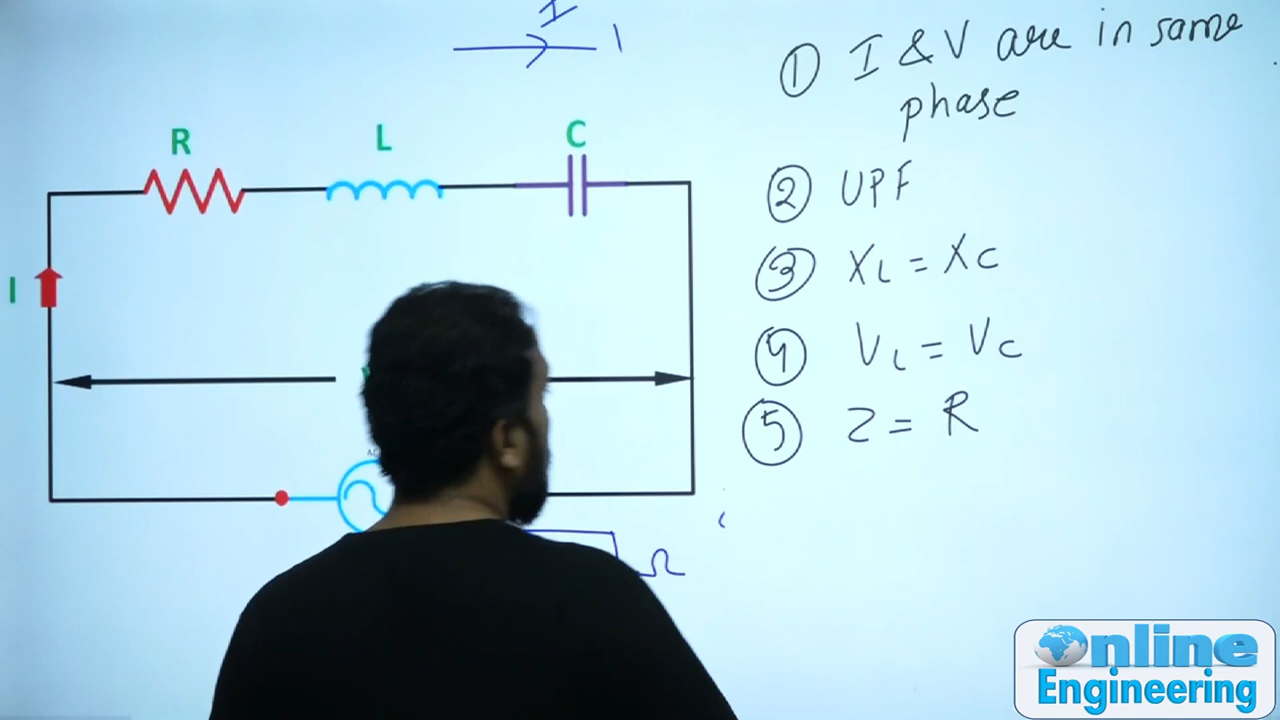 I
① I & V are in same
phase
R
L
C
② UPF
③ XL = XC
I
④ VL = VC
⑤ Z = R
Ω
Online
Engineering